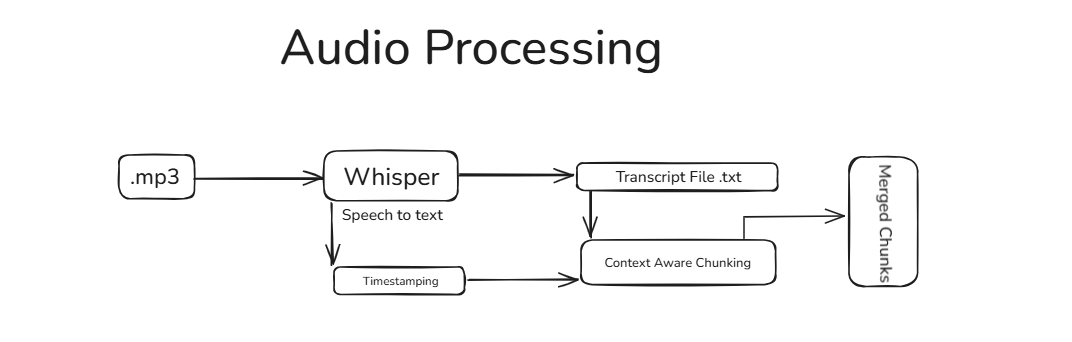 Audio Processing
.mp3
Whisper
Speech to text
Transcript File .txt
Timestamping
Context Aware Chunking
Merged Chunks